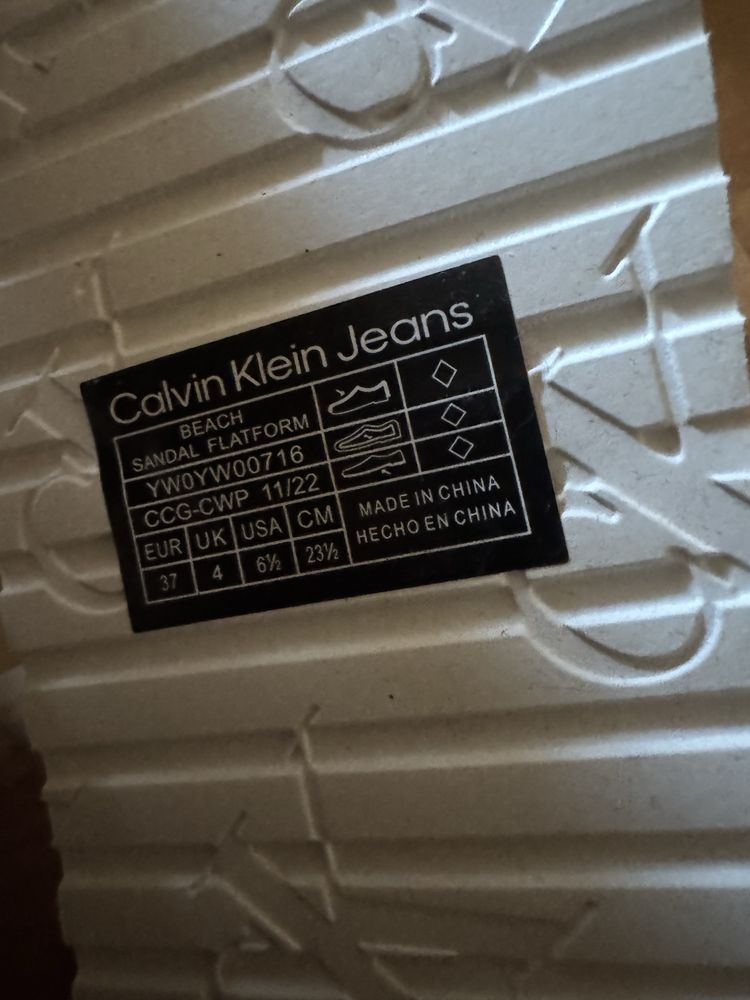 Calvin Klein Jeans
BEACH
SANDAL FLATFORM
YW0YW00716
CCG-CWP 11/22
EUR UK USA CM
37 4 6½ 23½
MADE IN CHINA
HECHO EN CHINA